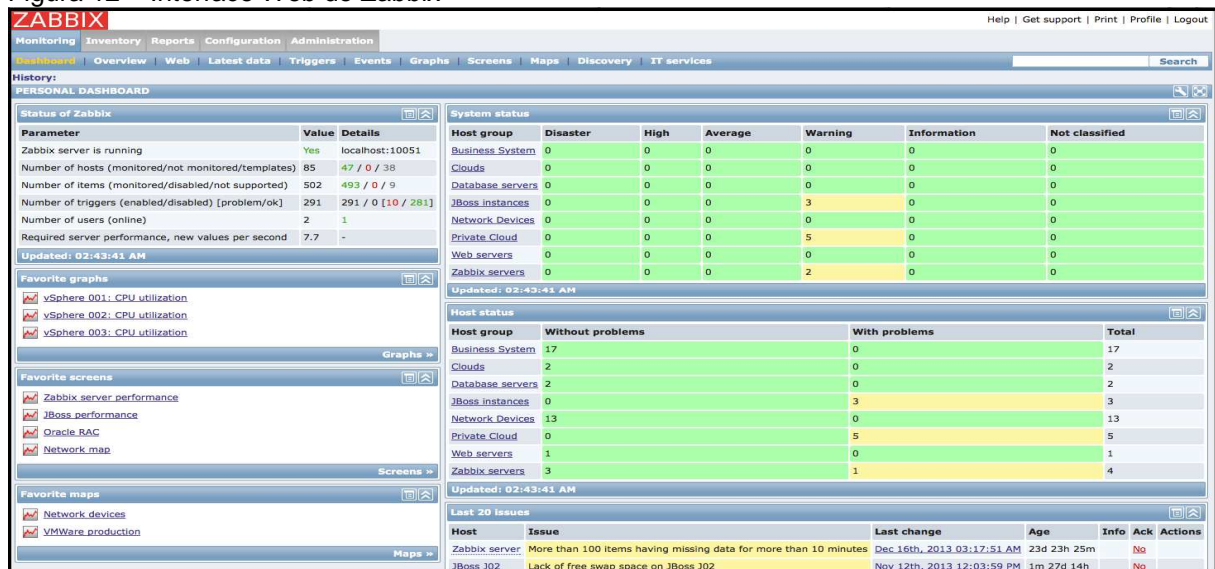 Figura 12 – Interface Web do Zabbix
ZABBIX
Help | Get support | Print | Profile | Logout
Monitoring Inventory Reports Configuration Administration
Dashboard | Overview | Web | Latest data | Triggers | Events | Graphs | Screens | Maps | Discovery | IT services
Search
History:
PERSONAL DASHBOARD
Status of Zabbix
Parameter Value Details
Zabbix server is running Yes localhost:10051
Number of hosts (monitored/not monitored/templates) 85 47 / 0 / 38
Number of items (monitored/disabled/not supported) 502 493 / 0 / 9
Number of triggers (enabled/disabled) [problem/ok] 291 291 / 0 [10 / 281]
Number of users (online) 2 1
Required server performance, new values per second 7.7 -
Updated: 02:43:41 AM
Favorite graphs
vSphere 001: CPU utilization
vSphere 002: CPU utilization
vSphere 003: CPU utilization
Graphs »
Favorite screens
Zabbix server performance
JBoss performance
Oracle RAC
Network map
Screens »
Favorite maps
Network devices
VMWare production
Maps »
System status
Host group Disaster High Average Warning Information Not classified
Business System 0 0 0 0 0 0
Clouds 0 0 0 0 0 0
Database servers 0 0 0 0 0 0
JBoss instances 0 0 0 3 0 0
Network Devices 0 0 0 0 0 0
Private Cloud 0 0 0 5 0 0
Web servers 0 0 0 0 0 0
Zabbix servers 0 0 0 2 0 0
Updated: 02:43:41 AM
Host status
Host group Without problems With problems Total
Business System 17 0 17
Clouds 2 0 2
Database servers 2 0 2
JBoss instances 0 3 3
Network Devices 13 0 13
Private Cloud 0 5 5
Web servers 1 0 1
Zabbix servers 3 1 4
Updated: 02:43:41 AM
Last 20 issues
Host Issue Last change Age Info Ack Actions
Zabbix server More than 100 items having missing data for more than 10 minutes Dec 16th, 2013 03:17:51 AM 23d 23h 25m No
JBoss J02 Lack of free swap space on JBoss J02 Nov 12th, 2013 12:03:59 PM 1m 27d 14h No